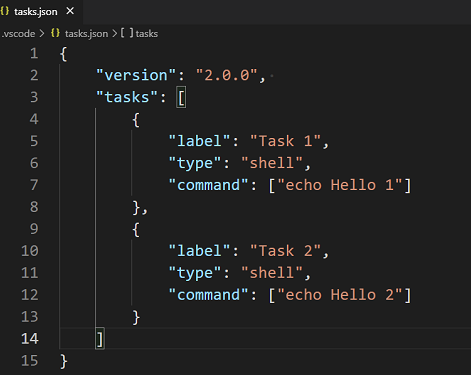 tasks.json ×
.vscode > {} tasks.json > [ ] tasks
1 {
2     "version": "2.0.0",
3     "tasks": [
4         {
5             "label": "Task 1",
6             "type": "shell",
7             "command": ["echo Hello 1"]
8         },
9         {
10             "label": "Task 2",
11             "type": "shell",
12             "command": ["echo Hello 2"]
13         }
14     ]
15 }